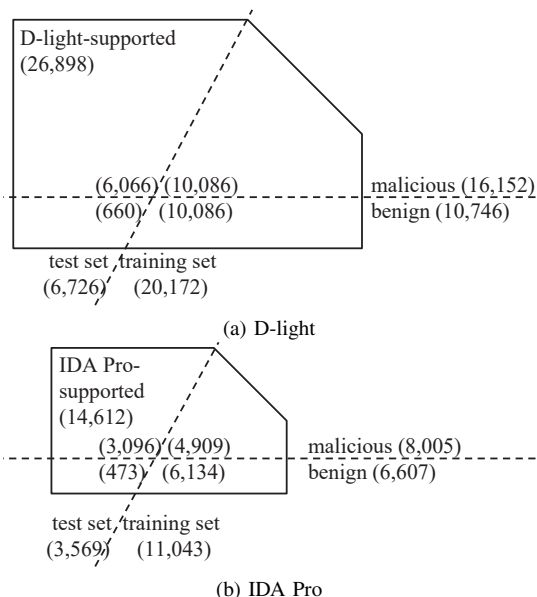 D-light-supported
(26,898)
(6,066) (10,086)
malicious (16,152)
(660) (10,086)
benign (10,746)
test set training set
(6,726) (20,172)
(a) D-light
IDA Pro-
supported
(14,612)
(3,096) (4,909)
malicious (8,005)
(473) (6,134)
benign (6,607)
test set training set
(3,569) (11,043)
(b) IDA Pro